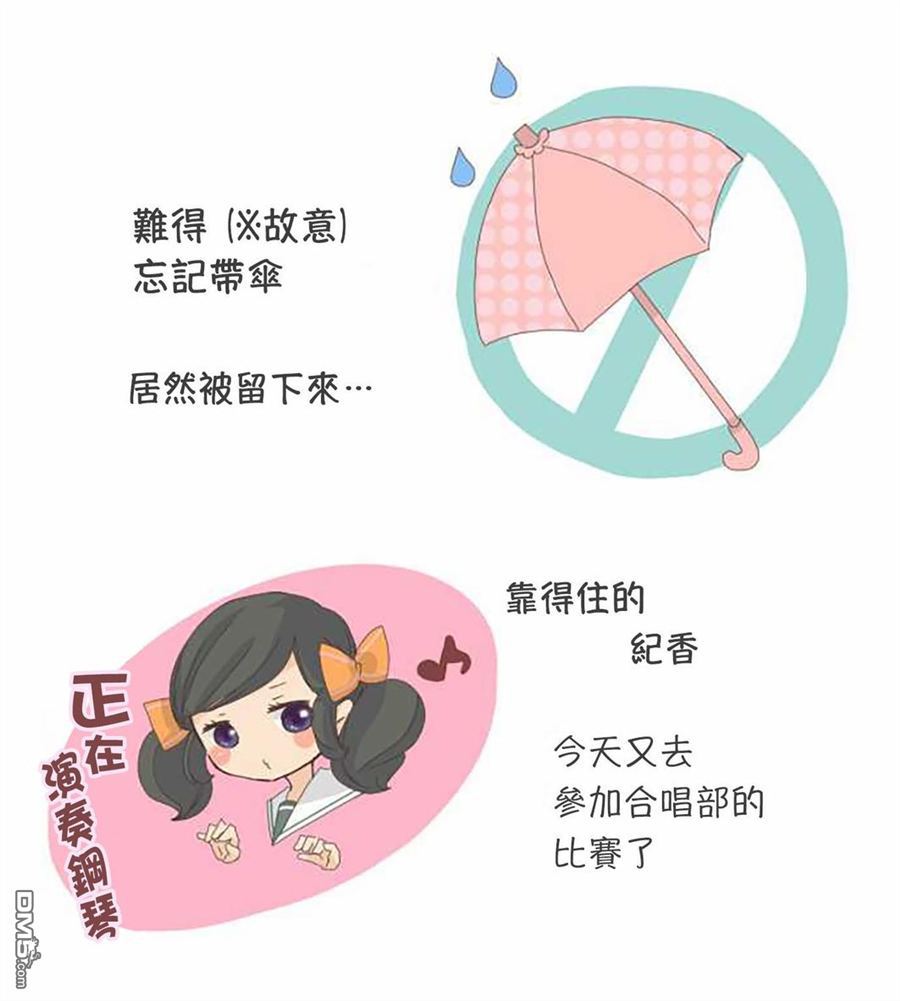 難得 (※故意)
忘記帶傘
居然被留下來…
靠得住的
紀香
今天又去
參加合唱部的
比賽了
正在
演奏鋼琴
DM5.com